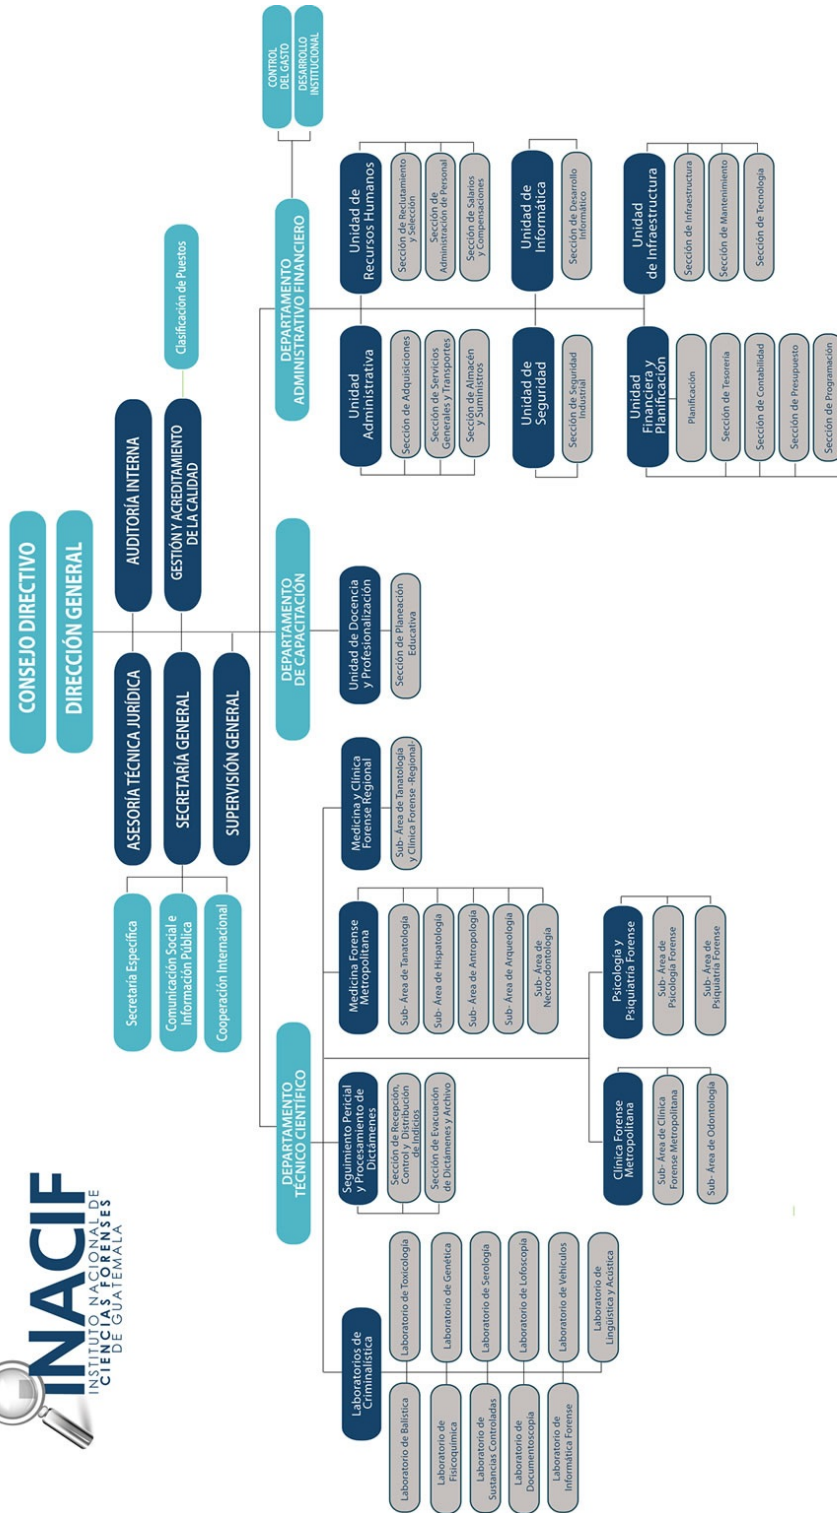 INACIF
INSTITUTO NACIONAL DE
CIENCIAS FORENSES
DE GUATEMALA
CONSEJO DIRECTIVO
DIRECCIÓN GENERAL
ASESORÍA TÉCNICA JURÍDICA
AUDITORÍA INTERNA
SECRETARÍA GENERAL
GESTIÓN Y ACREDITAMIENTO
DE LA CALIDAD
Clasificación de Puestos
SUPERVISIÓN GENERAL
Secretaria Específica
Comunicación Social e
Información Pública
Cooperación Internacional
DEPARTAMENTO
TÉCNICO CIENTÍFICO
Laboratorios de
Criminalística
Laboratorio de Balística
Laboratorio de Toxicología
Laboratorio de
Fisicoquímica
Laboratorio de Genética
Laboratorio de
Sustancias Controladas
Laboratorio de Serología
Laboratorio de
Documentoscopía
Laboratorio de Lofoscopía
Laboratorio de
Informática Forense
Laboratorio de Vehículos
Laboratorio de
Lingüistica y Acústica
Seguimiento Pericial
y Procesamiento de
Dictámenes
Sección de Recepción,
Control y Distribución
de Indicios
Sección de Evacuación
de Dictámenes y Archivo
Medicina Forense
Metropolitana
Sub- Área de Tanatología
Sub- Área de Hispatología
Sub- Área de Antropología
Sub- Área de Arqueología
Sub- Área de
Necroodontología
Medicina y Clínica
Forense Regional
Sub- Área de Tanatología
y Clínica Forense -Regional-
Clínica Forense
Metropolitana
Sub- Área de Clínica
Forense Metropolitana
Sub- Área de Odontología
Psicología y
Psiquiatría Forense
Sub- Área de
Psicología Forense
Sub- Área de
Psiquiatría Forense
DEPARTAMENTO
DE CAPACITACIÓN
Unidad de Docencia
y Profesionalización
Sección de Planeación
Educativa
DEPARTAMENTO
ADMINISTRATIVO FINANCIERO
CONTROL
DEL GASTO
DESARROLLO
INSTITUCIONAL
Unidad
Administrativa
Sección de Adquisiciones
Sección de Servicios
Generales y Transportes
Sección de Almacén
y Suministros
Unidad de
Recursos Humanos
Sección de Reclutamiento
y Selección
Sección de
Administración de Personal
Sección de Salarios
y Compensaciones
Unidad de
Seguridad
Sección de Seguridad
Industrial
Unidad de
Informática
Sección de Desarrollo
Informático
Unidad
Financiera y
Planificación
Planificación
Sección de Tesorería
Sección de Contabilidad
Sección de Presupuesto
Sección de Programación
Unidad
de Infraestructura
Sección de Infraestructura
Sección de Mantenimiento
Sección de Tecnología